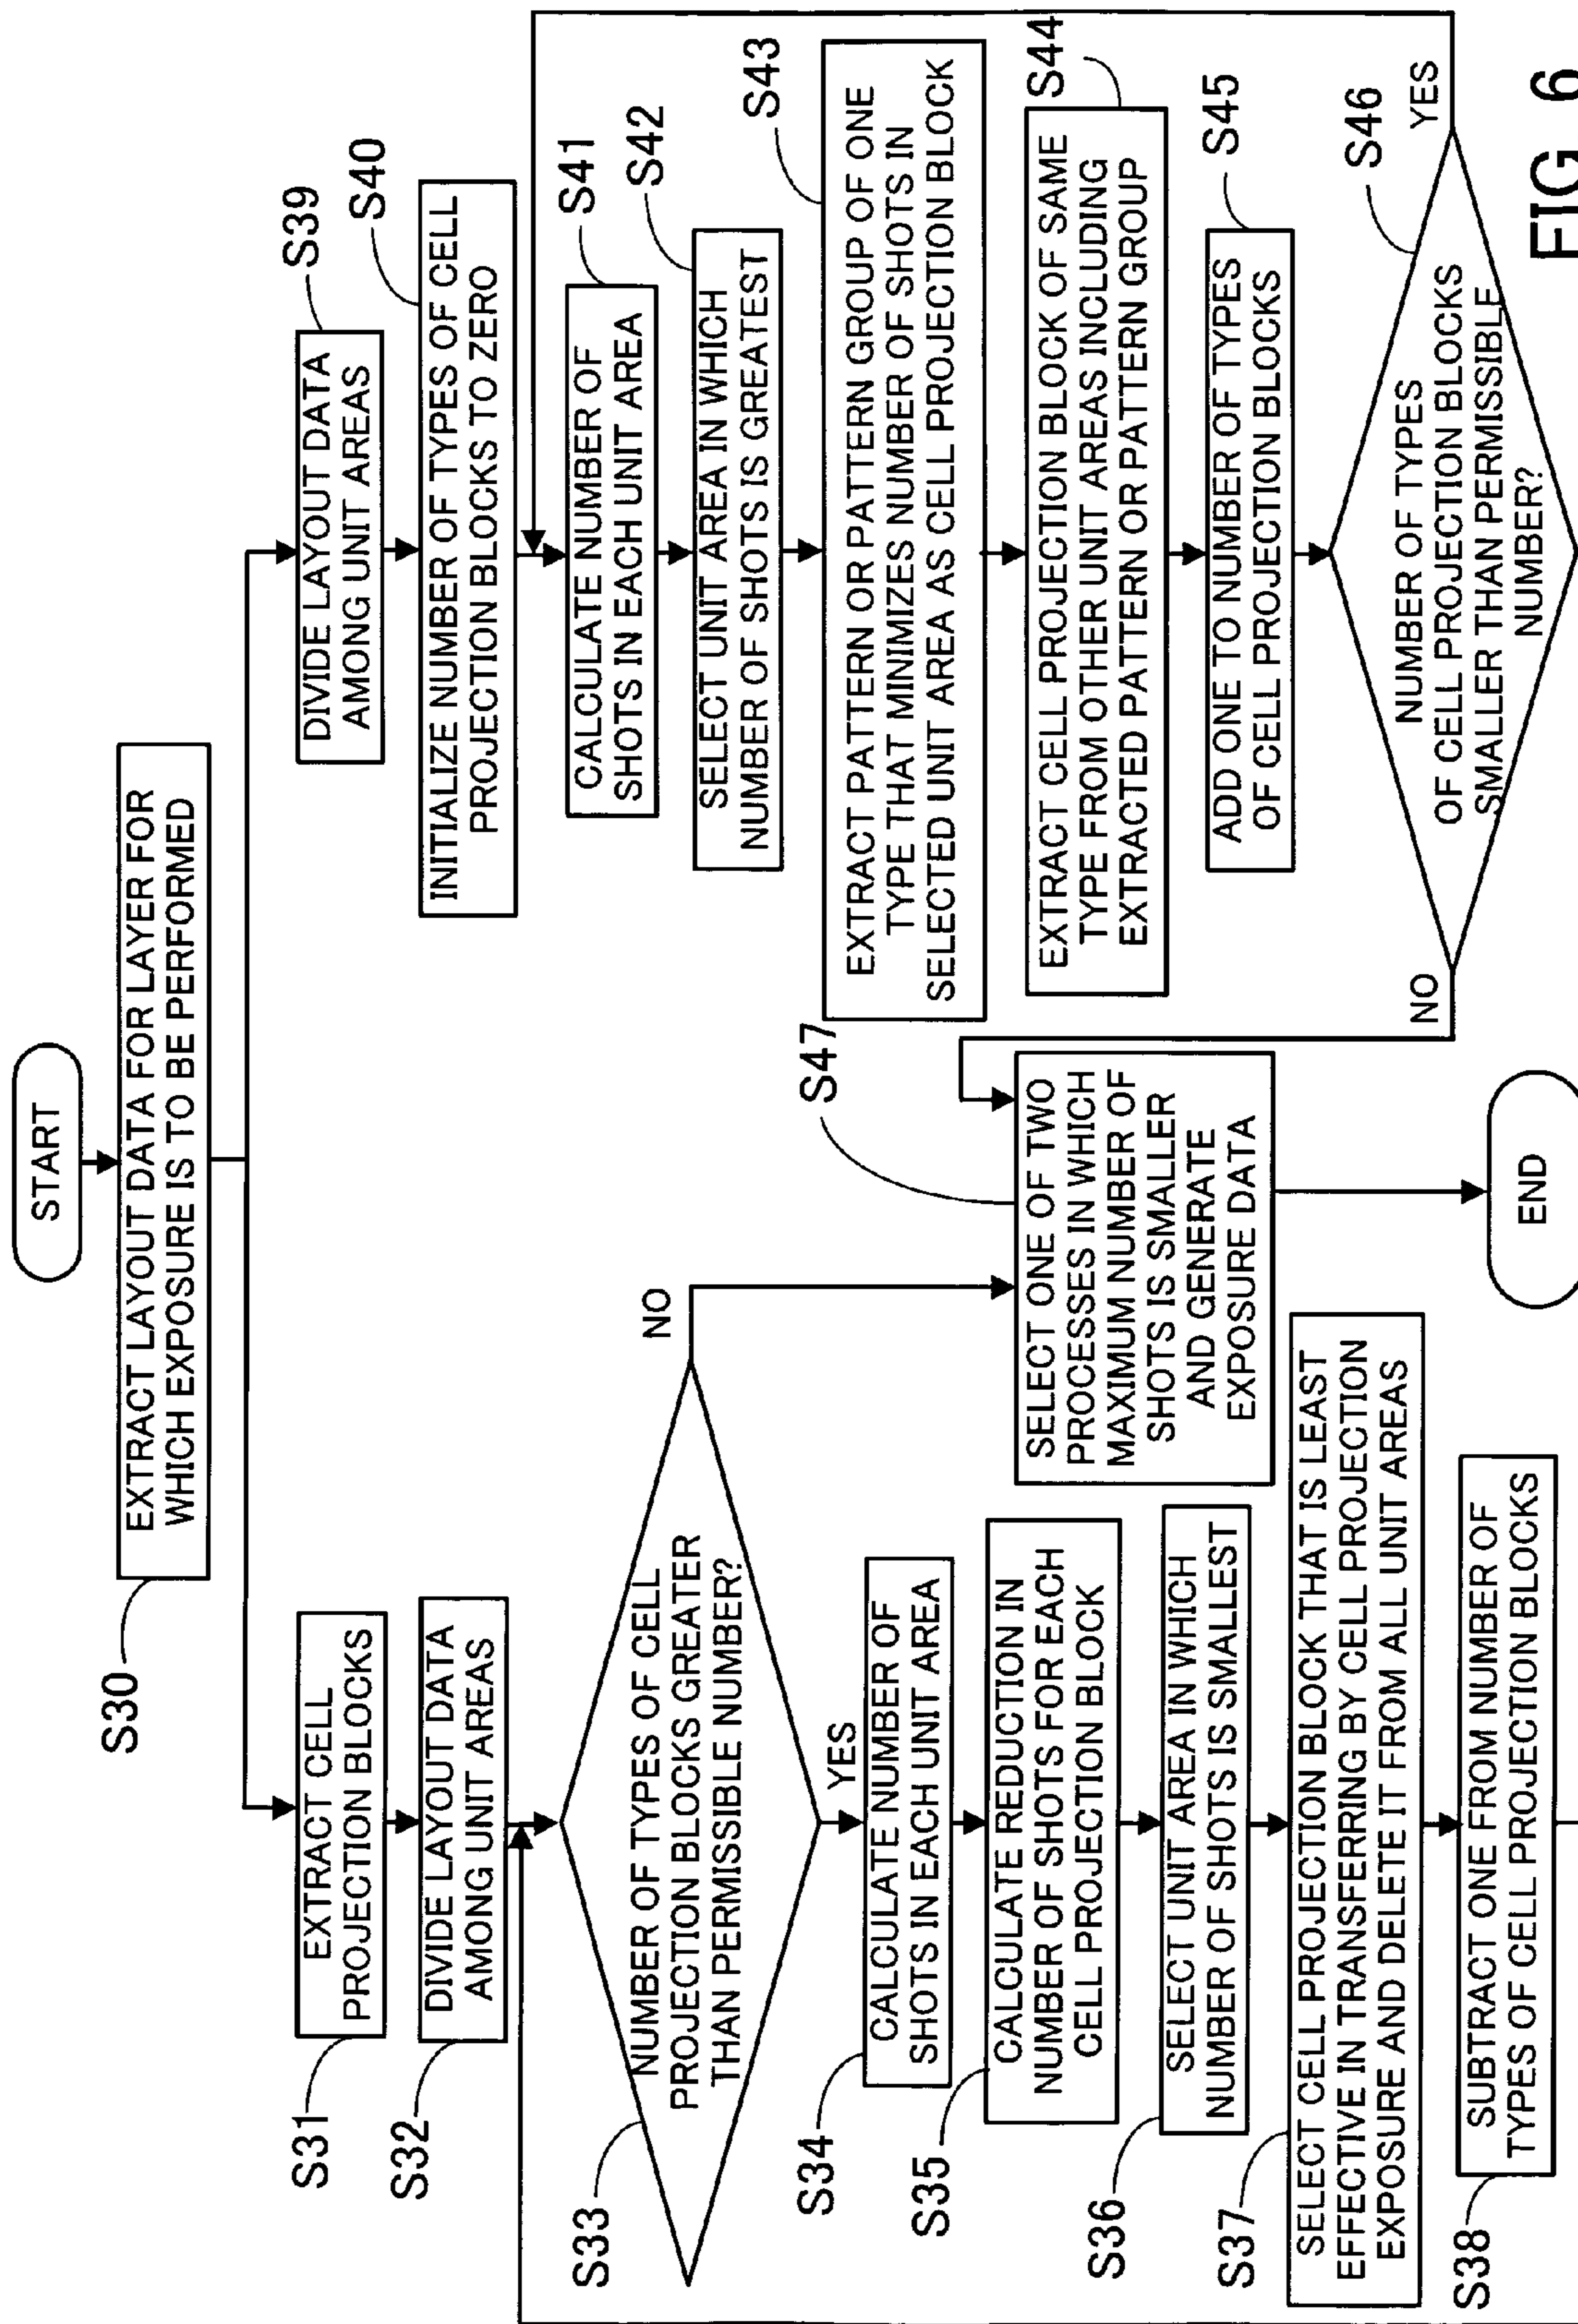 START
S30
EXTRACT LAYOUT DATA FOR LAYER FOR
WHICH EXPOSURE IS TO BE PERFORMED
S31
EXTRACT CELL
PROJECTION BLOCKS
S32
DIVIDE LAYOUT DATA
AMONG UNIT AREAS
S33
NUMBER OF TYPES OF CELL
PROJECTION BLOCKS GREATER
THAN PERMISSIBLE NUMBER?
NO
YES
S34
CALCULATE NUMBER OF
SHOTS IN EACH UNIT AREA
S35
CALCULATE REDUCTION IN
NUMBER OF SHOTS FOR EACH
CELL PROJECTION BLOCK
S36
SELECT UNIT AREA IN WHICH
NUMBER OF SHOTS IS SMALLEST
S37
SELECT CELL PROJECTION BLOCK THAT IS LEAST
EFFECTIVE IN TRANSFERRING BY CELL PROJECTION
EXPOSURE AND DELETE IT FROM ALL UNIT AREAS
S38
SUBTRACT ONE FROM NUMBER OF
TYPES OF CELL PROJECTION BLOCKS
S39
DIVIDE LAYOUT DATA
AMONG UNIT AREAS
S40
INITIALIZE NUMBER OF TYPES OF CELL
PROJECTION BLOCKS TO ZERO
S41
CALCULATE NUMBER OF
SHOTS IN EACH UNIT AREA
S42
SELECT UNIT AREA IN WHICH
NUMBER OF SHOTS IS GREATEST
S43
EXTRACT PATTERN OR PATTERN GROUP OF ONE
TYPE THAT MINIMIZES NUMBER OF SHOTS IN
SELECTED UNIT AREA AS CELL PROJECTION BLOCK
S44
EXTRACT CELL PROJECTION BLOCK OF SAME
TYPE FROM OTHER UNIT AREAS INCLUDING
EXTRACTED PATTERN OR PATTERN GROUP
S45
ADD ONE TO NUMBER OF TYPES
OF CELL PROJECTION BLOCKS
S46
NUMBER OF TYPES
OF CELL PROJECTION BLOCKS
SMALLER THAN PERMISSIBLE
NUMBER?
YES
NO
S47
SELECT ONE OF TWO
PROCESSES IN WHICH
MAXIMUM NUMBER OF
SHOTS IS SMALLER
AND GENERATE
EXPOSURE DATA
END
FIG. 6